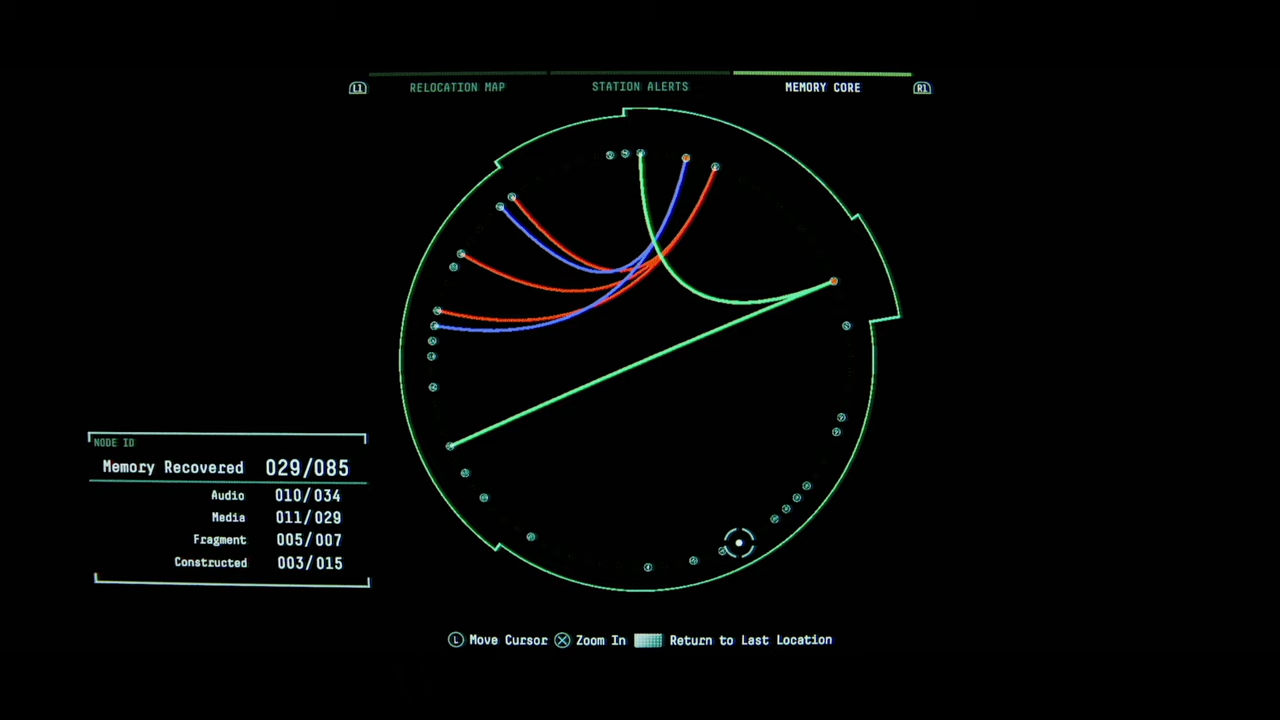 L1 RELOCATION MAP STATION ALERTS MEMORY CORE R1
NODE ID
Memory Recovered 029/085
Audio 010/034
Media 011/029
Fragment 005/007
Constructed 003/015
L Move Cursor Zoom In Return to Last Location